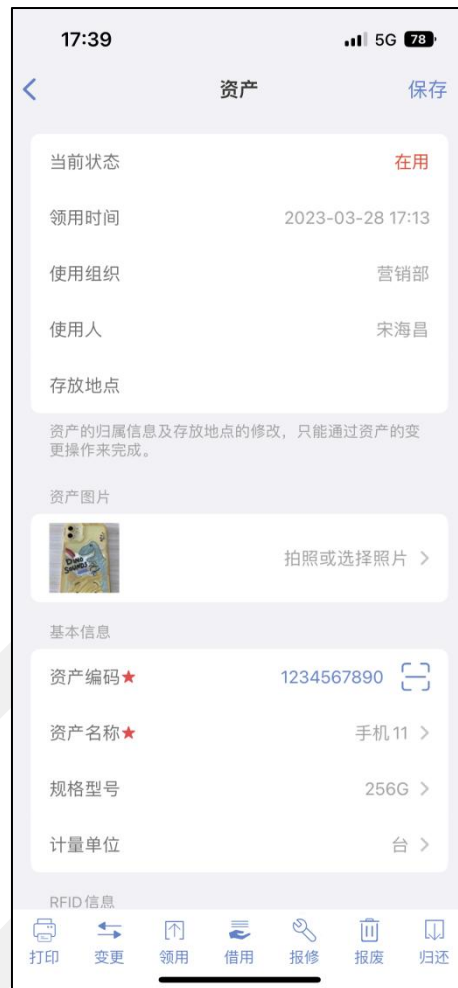 17:39 5G 78
资产 保存
当前状态 在用
领用时间 2023-03-28 17:13
使用组织 营销部
使用人 宋海昌
存放地点
资产的归属信息及存放地点的修改，只能通过资产的变
更操作来完成。
资产图片
DINO
SOUNDS
拍照或选择照片
基本信息
资产编码★ 1234567890
资产名称★ 手机11
规格型号 256G
计量单位 台
RFID信息
打印 变更 领用 借用 报修 报废 归还